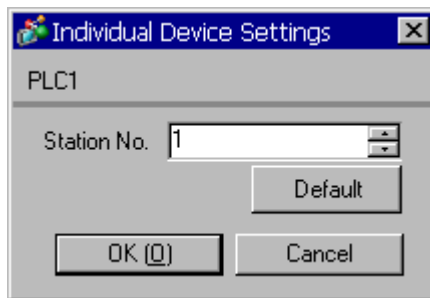 Individual Device Settings
PLC1
Station No. 1
Default
OK (O) Cancel